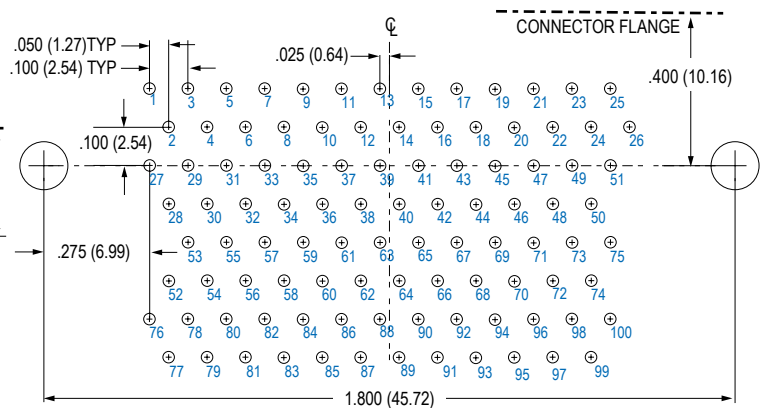 ℄
CONNECTOR FLANGE
.050 (1.27)TYP
.100 (2.54) TYP
.025 (0.64)
.400 (10.16)
1 3 5 7 9 11 13 15 17 19 21 23 25
.100 (2.54)
2 4 6 8 10 12 14 16 18 20 22 24 26
27 29 31 33 35 37 39 41 43 45 47 49 51
28 30 32 34 36 38 40 42 44 46 48 50
.275 (6.99)
53 55 57 59 61 63 65 67 69 71 73 75
52 54 56 58 60 62 64 66 68 70 72 74
76 78 80 82 84 86 88 90 92 94 96 98 100
77 79 81 83 85 87 89 91 93 95 97 99
1.800 (45.72)